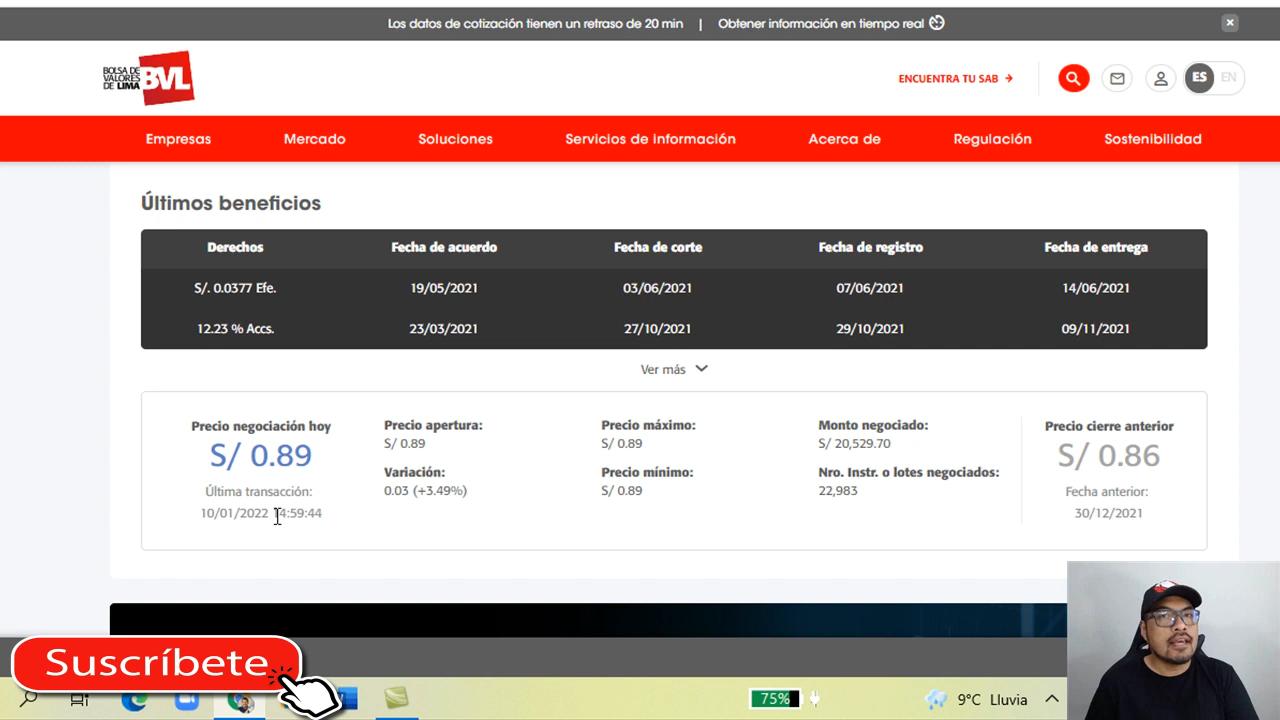 Los datos de cotización tienen un retraso de 20 min | Obtener información en tiempo real
BOLSA DE VALORES DE LIMA BVL
ENCUENTRA TU SAB
ES EN
Empresas Mercado Soluciones Servicios de información Acerca de Regulación Sostenibilidad
Últimos beneficios
Derechos Fecha de acuerdo Fecha de corte Fecha de registro Fecha de entrega
S/. 0.0377 Efe. 19/05/2021 03/06/2021 07/06/2021 14/06/2021
12.23 % Accs. 23/03/2021 27/10/2021 29/10/2021 09/11/2021
Ver más
Precio negociación hoy
S/ 0.89
Última transacción:
10/01/2022 14:59:44
Precio apertura:
S/ 0.89
Variación:
0.03 (+3.49%)
Precio máximo:
S/ 0.89
Precio mínimo:
S/ 0.89
Monto negociado:
S/ 20,529.70
Nro. Instr. o lotes negociados:
22,983
Precio cierre anterior
S/ 0.86
Fecha anterior:
30/12/2021
Suscríbete
75%
9°C Lluvia